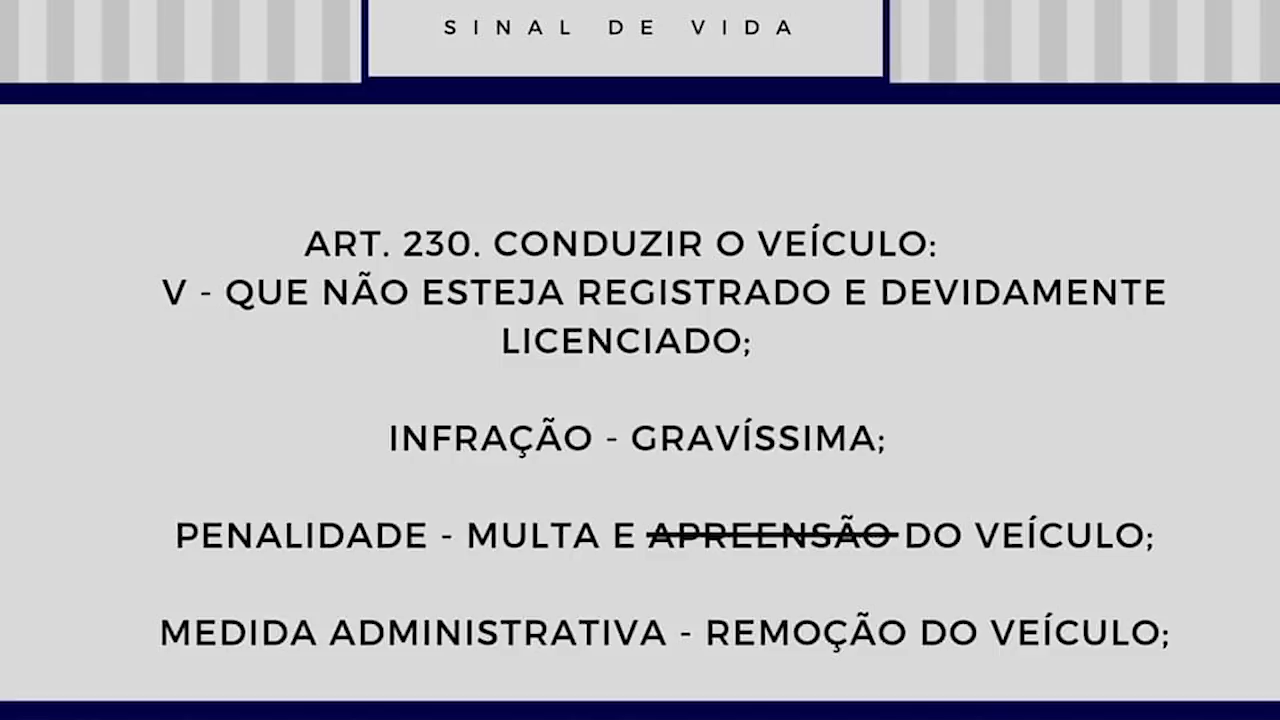 SINAL DE VIDA
ART. 230. CONDUZIR O VEÍCULO:
V - QUE NÃO ESTEJA REGISTRADO E DEVIDAMENTE
LICENCIADO;
INFRAÇÃO - GRAVÍSSIMA;
PENALIDADE - MULTA E APREENSÃO DO VEÍCULO;
MEDIDA ADMINISTRATIVA - REMOÇÃO DO VEÍCULO;